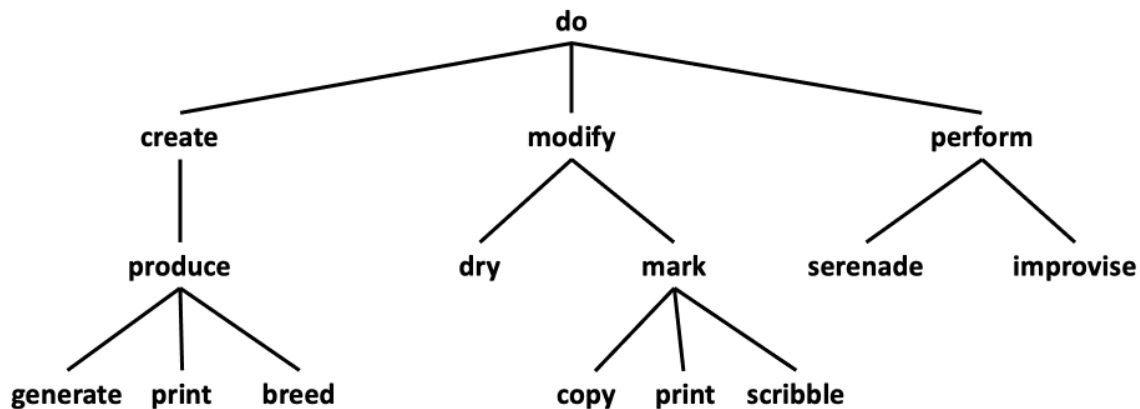 do
create modify perform
produce dry mark serenade improvise
generate print breed copy print scribble